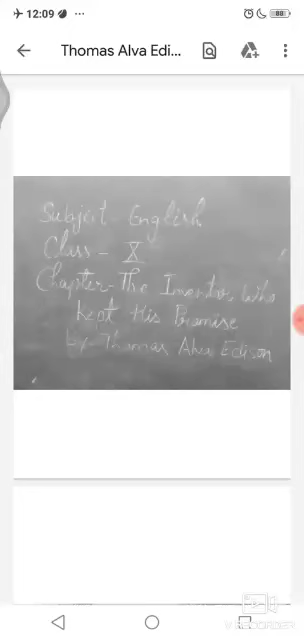 12:09
Thomas Alva Edi...
Subject- English
Class - X
Chapter-The Inventor Who
kept His Promise
by Thomas Alva Edison
V RECORDER